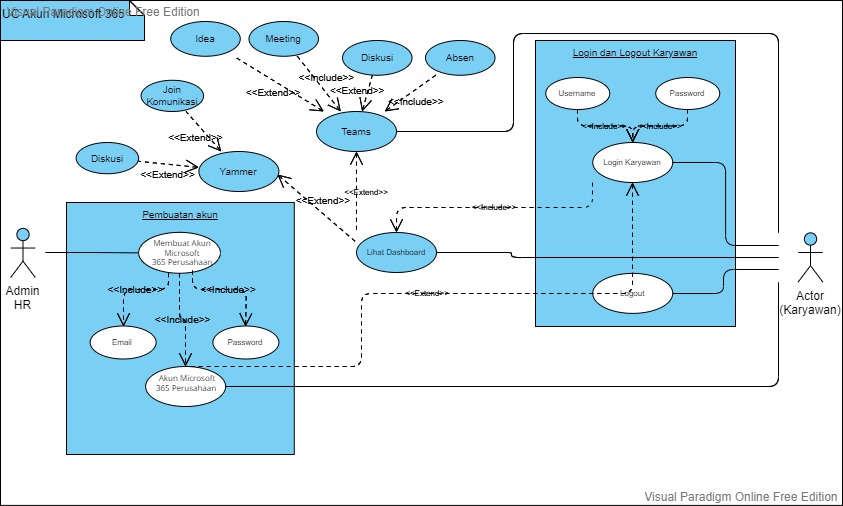 UC Akun Microsoft 365
Visual Paradigm Online Free Edition
Idea
Meeting
Diskusi
Absen
<<Extend>>
<<Include>>
<<Extend>>
<<Include>>
Teams
Join
Komunikasi
<<Extend>>
Diskusi
<<Extend>>
Yammer
<<Extend>>
<<Extend>>
Lihat Dashboard
<<Include>>
Login dan Logout Karyawan
Username
Password
<<Include>>
<<Include>>
Login Karyawan
Logout
<<Extend>>
Actor
(Karyawan)
Admin
HR
Pembuatan akun
Membuat Akun
Microsoft
365 Perusahaan
<<Include>>
<<Include>>
<<Include>>
Email
Password
Akun Microsoft
365 Perusahaan
Visual Paradigm Online Free Edition